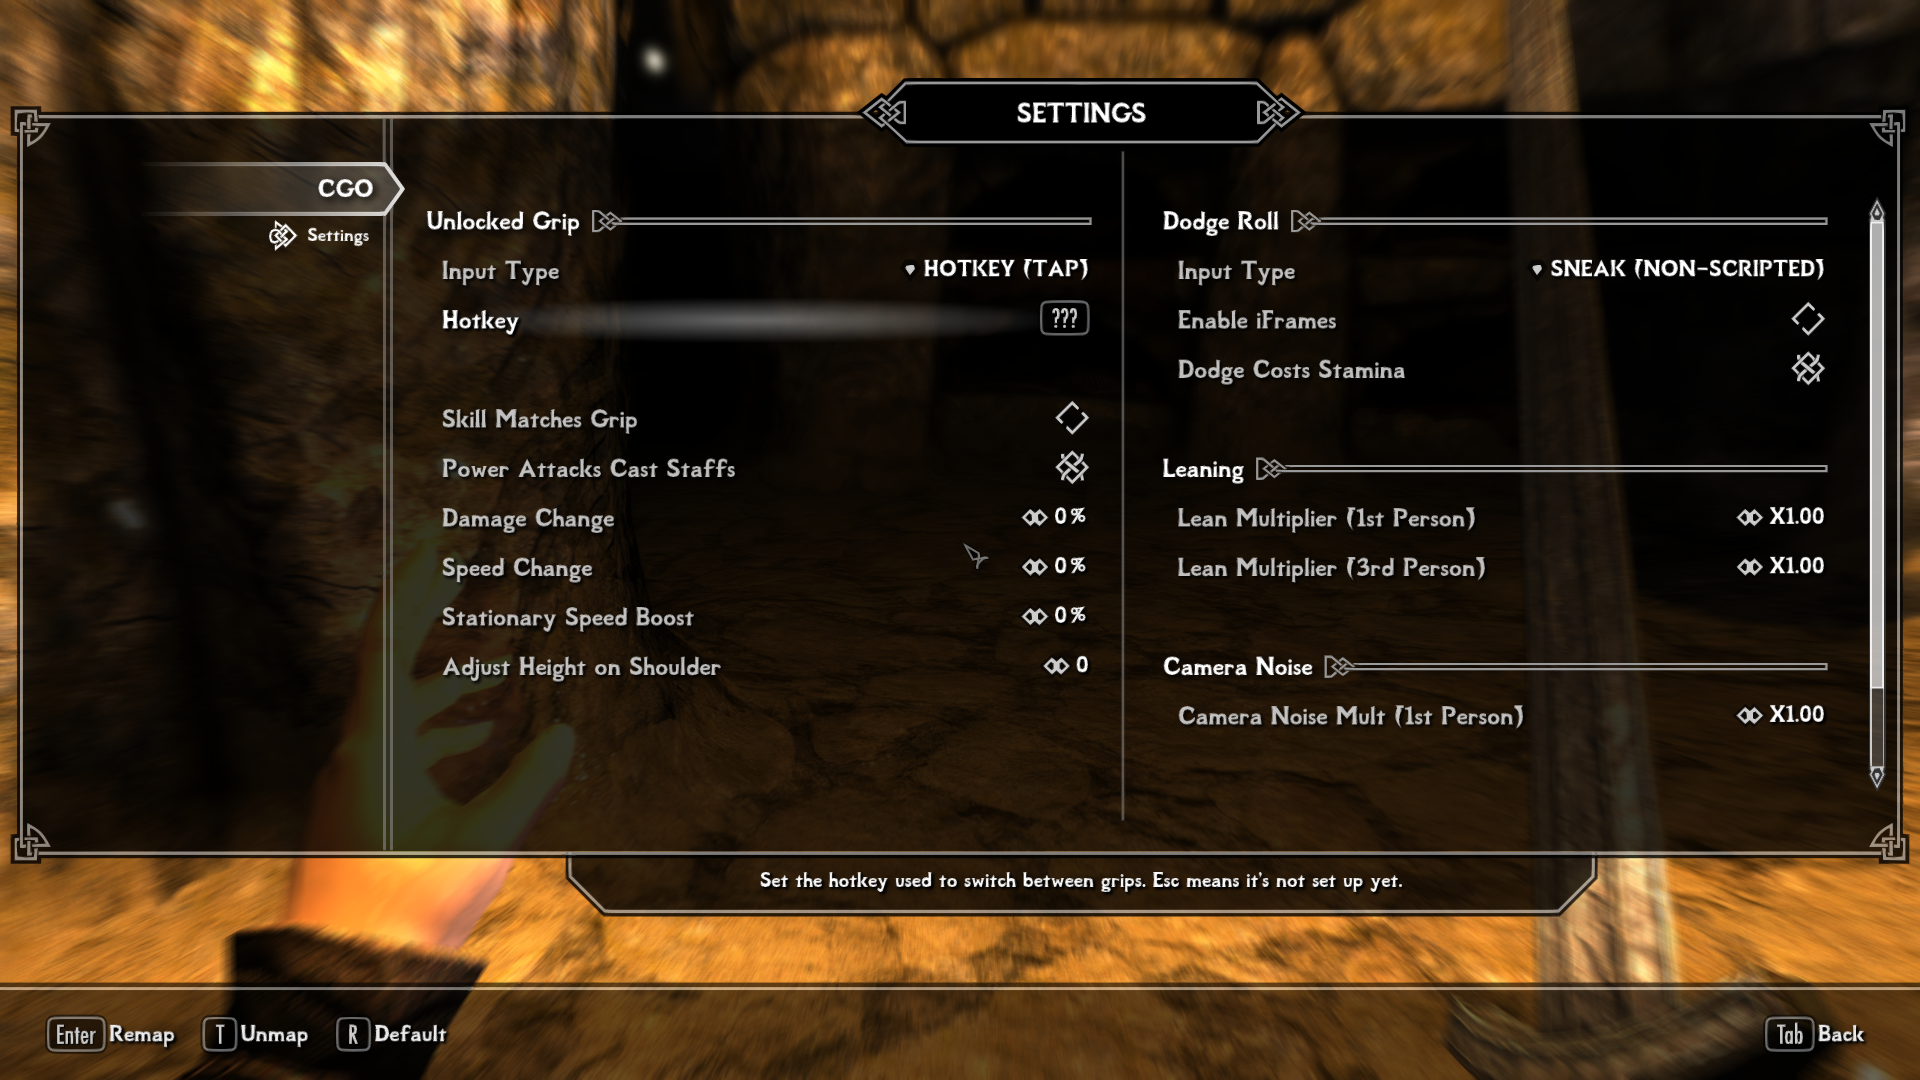 SETTINGS
CGO
Settings
Unlocked Grip
Input Type HOTKEY (TAP)
Hotkey ???
Skill Matches Grip
Power Attacks Cast Staffs
Damage Change 0%
Speed Change 0%
Stationary Speed Boost 0%
Adjust Height on Shoulder 0
Dodge Roll
Input Type SNEAK (NON-SCRIPTED)
Enable iFrames
Dodge Costs Stamina
Leaning
Lean Multiplier (1st Person) X1.00
Lean Multiplier (3rd Person) X1.00
Camera Noise
Camera Noise Mult (1st Person) X1.00
Set the hotkey used to switch between grips. Esc means it's not set up yet.
Enter Remap T Unmap R Default Tab Back